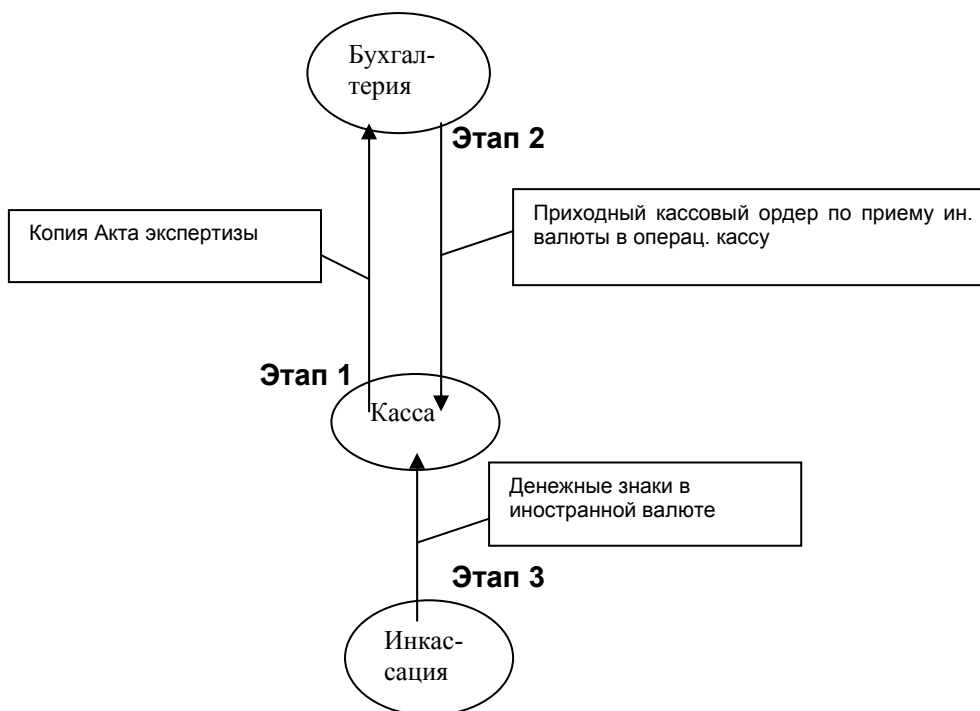 Бухгал-
терия
Этап 2
Копия Акта экспертизы
Приходный кассовый ордер по приему ин.
валюты в операц. кассу
Этап 1
Касса
Денежные знаки в
иностранной валюте
Этап 3
Инкас-
сация